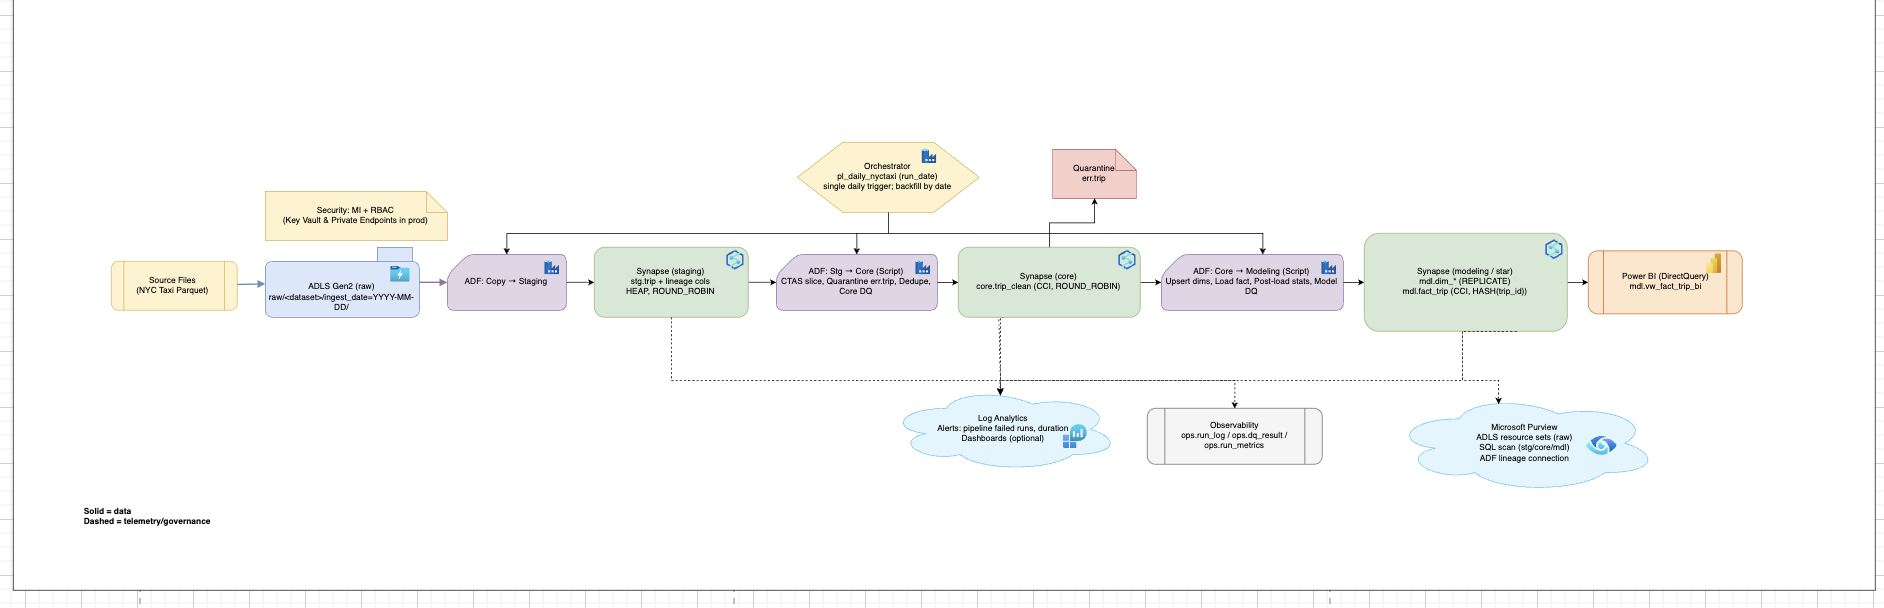 Orchestrator
pl_daily_nyctaxi (run_date)
single daily trigger; backfill by date
Quarantine
err.trip
Security: MI + RBAC
(Key Vault & Private Endpoints in prod)
Source Files
(NYC Taxi Parquet)
ADLS Gen2 (raw)
raw/<dataset>/ingest_date=YYYY-MM-
DD/
ADF: Copy → Staging
Synapse (staging)
stg.trip + lineage cols
HEAP, ROUND_ROBIN
ADF: Stg → Core (Script)
CTAS slice, Quarantine err.trip, Dedupe,
Core DQ
Synapse (core)
core.trip_clean (CCI, ROUND_ROBIN)
ADF: Core → Modeling (Script)
Upsert dims, Load fact, Post-load stats, Model
DQ
Synapse (modeling / star)
mdl.dim_* (REPLICATE)
mdl.fact_trip (CCI, HASH(trip_id))
Power BI (DirectQuery)
mdl.vw_fact_trip_bi
Log Analytics
Alerts: pipeline failed runs, duration
Dashboards (optional)
Observability
ops.run_log / ops.dq_result /
ops.run_metrics
Microsoft Purview
ADLS resource sets (raw)
SQL scan (stg/core/mdl)
ADF lineage connection
Solid = data
Dashed = telemetry/governance